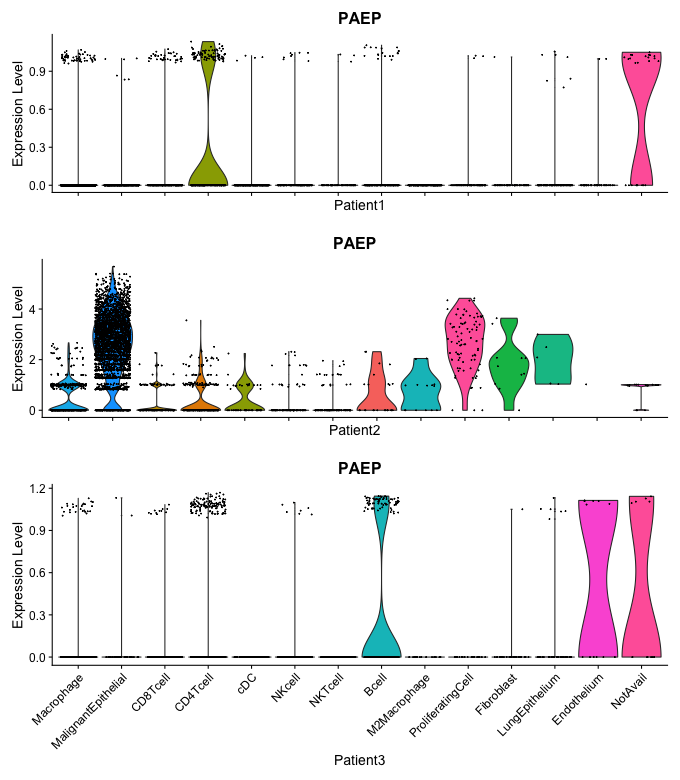 PAEP
Expression Level
0.9
0.6
0.3
0.0
Patient1
PAEP
Expression Level
4
2
0
Patient2
PAEP
Expression Level
1.2
0.9
0.6
0.3
0.0
Macrophage
MalignantEpithelial
CD8Tcell
CD4Tcell
cDC
NKcell
NKTcell
Bcell
M2Macrophage
ProliferatingCell
Fibroblast
LungEpithelium
Endothelium
NotAvail
Patient3